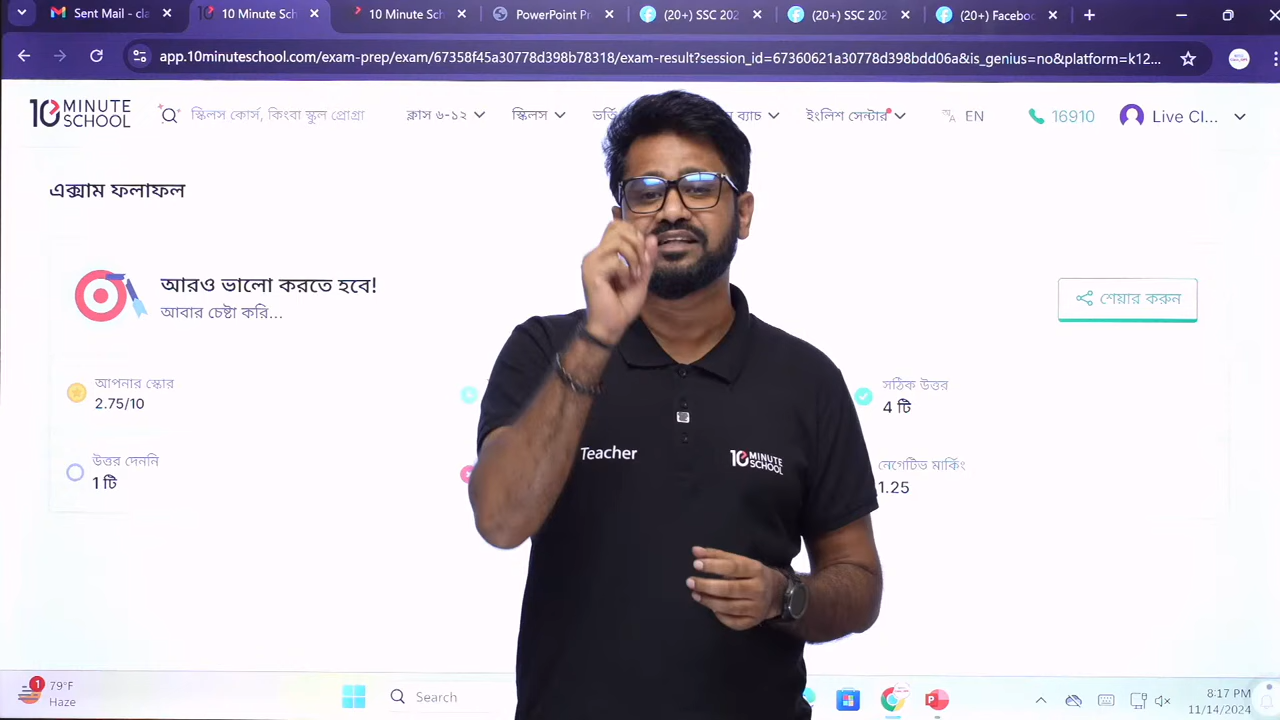 Sent Mail - cla
10 Minute Sch
10 Minute Sch
PowerPoint Pr
(20+) SSC 202
(20+) SSC 202
(20+) Faceboo
app.10minuteschool.com/exam-prep/exam/67358f45a30778d398b78318/exam-result?session_id=67360621a30778d398bdd06a&is_genius=no&platform=k12...
10 MINUTE SCHOOL
স্কিলস কোর্স, কিংবা স্কুল প্রোগ্রা
ক্লাস ৬-১২
স্কিলস
ভর্তি
ব্যাচ
ইংলিশ সেন্টার
EN
16910
Live Cl...
এক্সাম ফলাফল
আরও ভালো করতে হবে!
আবার চেষ্টা করি...
শেয়ার করুন
আপনার স্কোর
2.75/10
সঠিক উত্তর
4 টি
উত্তর দেননি
1 টি
নেগেটিভ মার্কিং
1.25
Teacher
10 MINUTE SCHOOL
1
79°F
Haze
Search
8:17 PM
11/14/2024